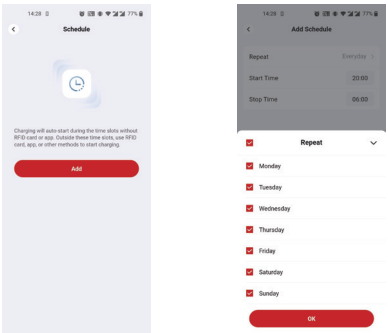 14:28
77%
Schedule
Charging will auto-start during the time slots without
RFID card or app. Outside these time slots, use RFID
card, app, or other methods to start charging.
Add
14:28
77%
Add Schedule
Repeat Everyday
Start Time 20:00
Stop Time 06:00
Repeat
Monday
Tuesday
Wednesday
Thursday
Friday
Saturday
Sunday
OK